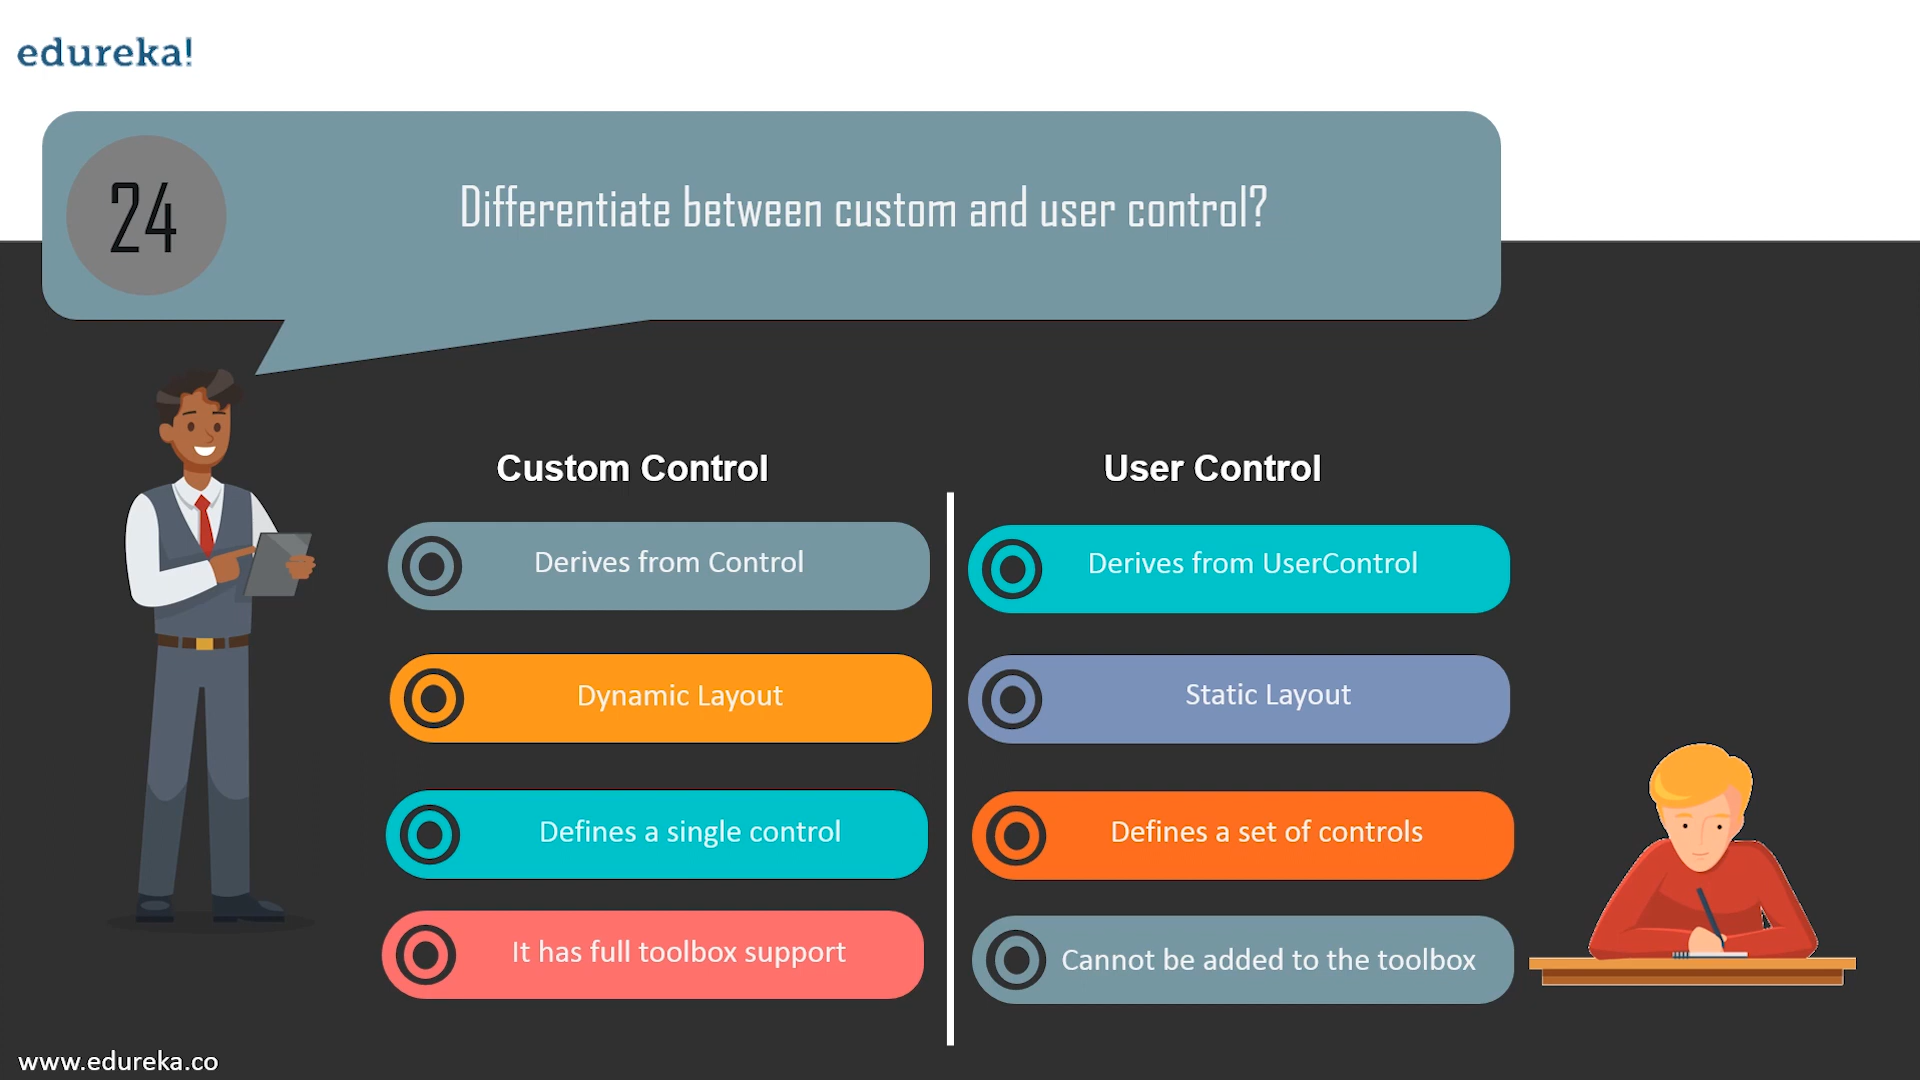 edureka!
24
Differentiate between custom and user control?
Custom Control
User Control
Derives from Control
Derives from UserControl
Dynamic Layout
Static Layout
Defines a single control
Defines a set of controls
It has full toolbox support
Cannot be added to the toolbox
www.edureka.co